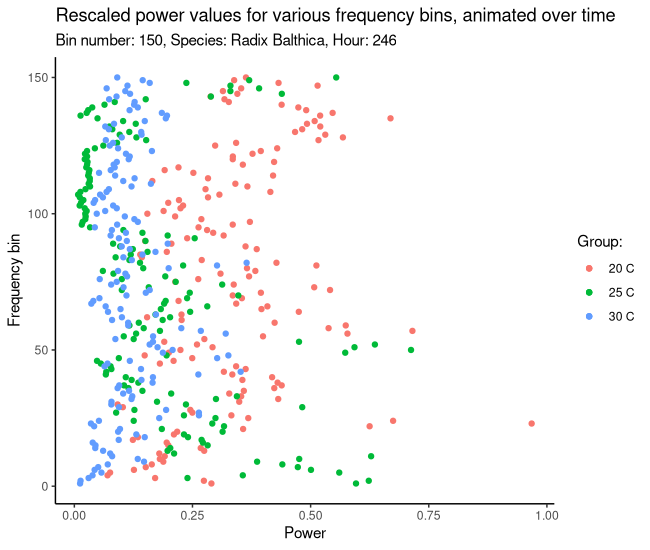 Rescaled power values for various frequency bins, animated over time
Bin number: 150, Species: Radix Balthica, Hour: 246
150
100
50
0
Frequency bin
0.00 0.25 0.50 0.75 1.00
Power
Group:
20 C
25 C
30 C